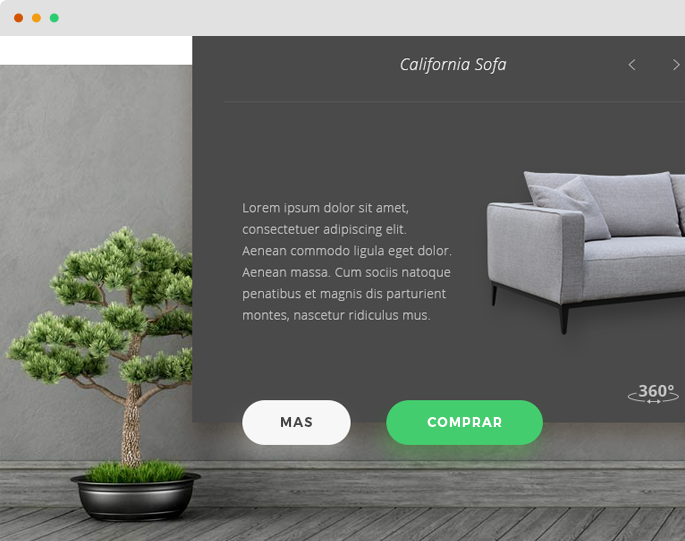 California Sofa
Lorem ipsum dolor sit amet,
consectetuer adipiscing elit.
Aenean commodo ligula eget dolor.
Aenean massa. Cum sociis natoque
penatibus et magnis dis parturient
montes, nascetur ridiculus mus.
360°
MAS
COMPRAR